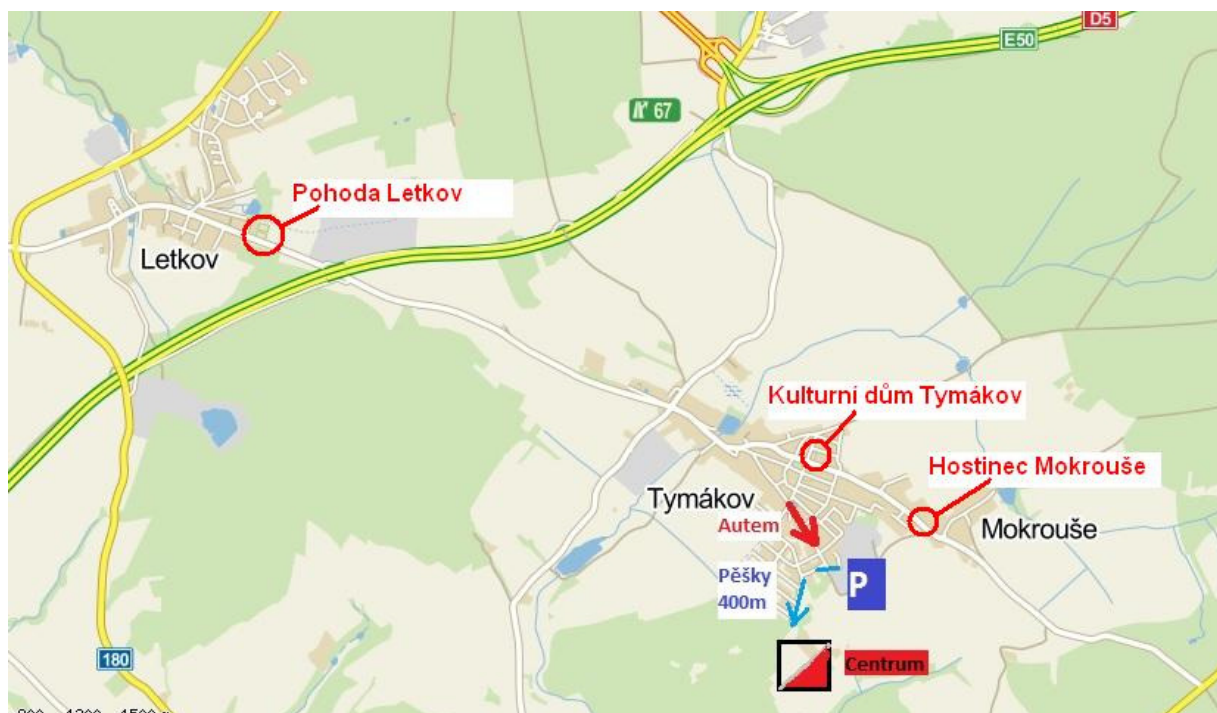 D5
E50
67
Pohoda Letkov
Letkov
Kulturní dům Tymákov
Hostinec Mokrouše
Tymákov
Autem
Mokrouše
Pěšky
400m
P
180
Centrum